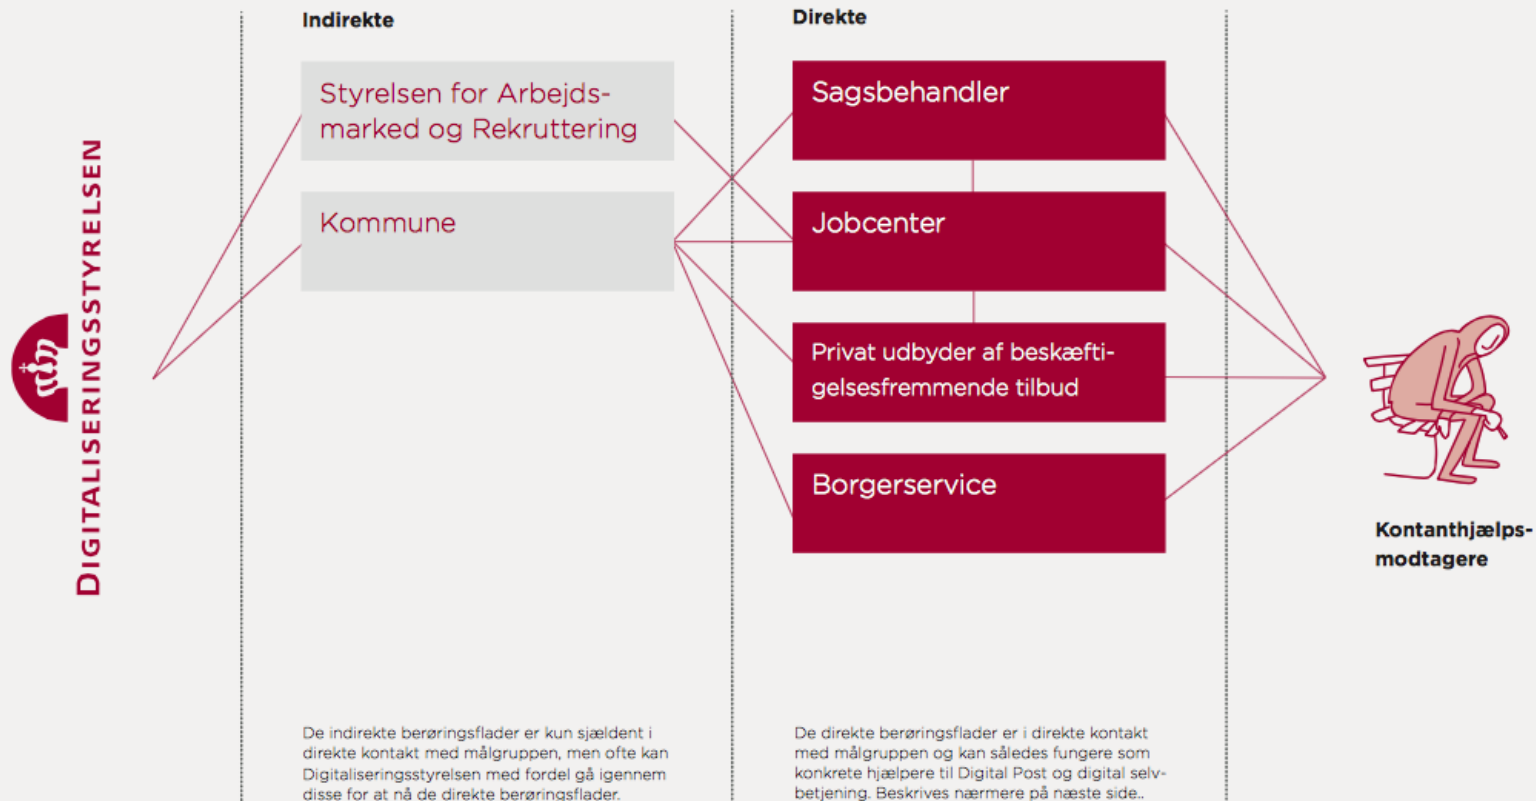 DIGITALISERINGSSTYRELSEN
Indirekte
Styrelsen for Arbejds-
marked og Rekruttering
Kommune
De indirekte berøringsflader er kun sjældent i
direkte kontakt med målgruppen, men ofte kan
Digitaliseringsstyrelsen med fordel gå igennem
disse for at nå de direkte berøringsflader.
Direkte
Sagsbehandler
Jobcenter
Privat udbyder af beskæfti-
gelsesfremmende tilbud
Borgerservice
De direkte berøringsflader er i direkte kontakt
med målgruppen og kan således fungere som
konkrete hjælpere til Digital Post og digital selv-
betjening. Beskrives nærmere på næste side..
Kontanthjælps-
modtagere